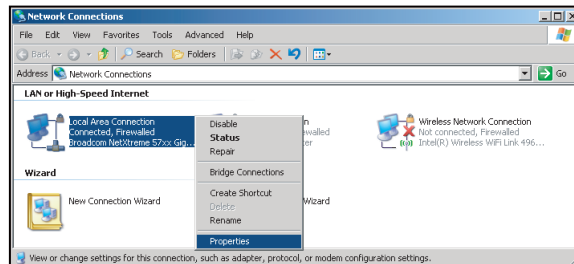 Network Connections
File Edit View Favorites Tools Advanced Help
Back Search Folders
Address Network Connections Go
LAN or High-Speed Internet
Local Area Connection
Connected, Firewalled
Broadcom NetXtreme 57xx Gig...
Disable
Status
Repair
Bridge Connections
Create Shortcut
Delete
Rename
Properties
Wireless Network Connection
Not connected, Firewalled
Intel(R) Wireless WiFi Link 496...
Wizard
New Connection Wizard
Wizard
View or change settings for this connection, such as adapter, protocol, or modem configuration settings.